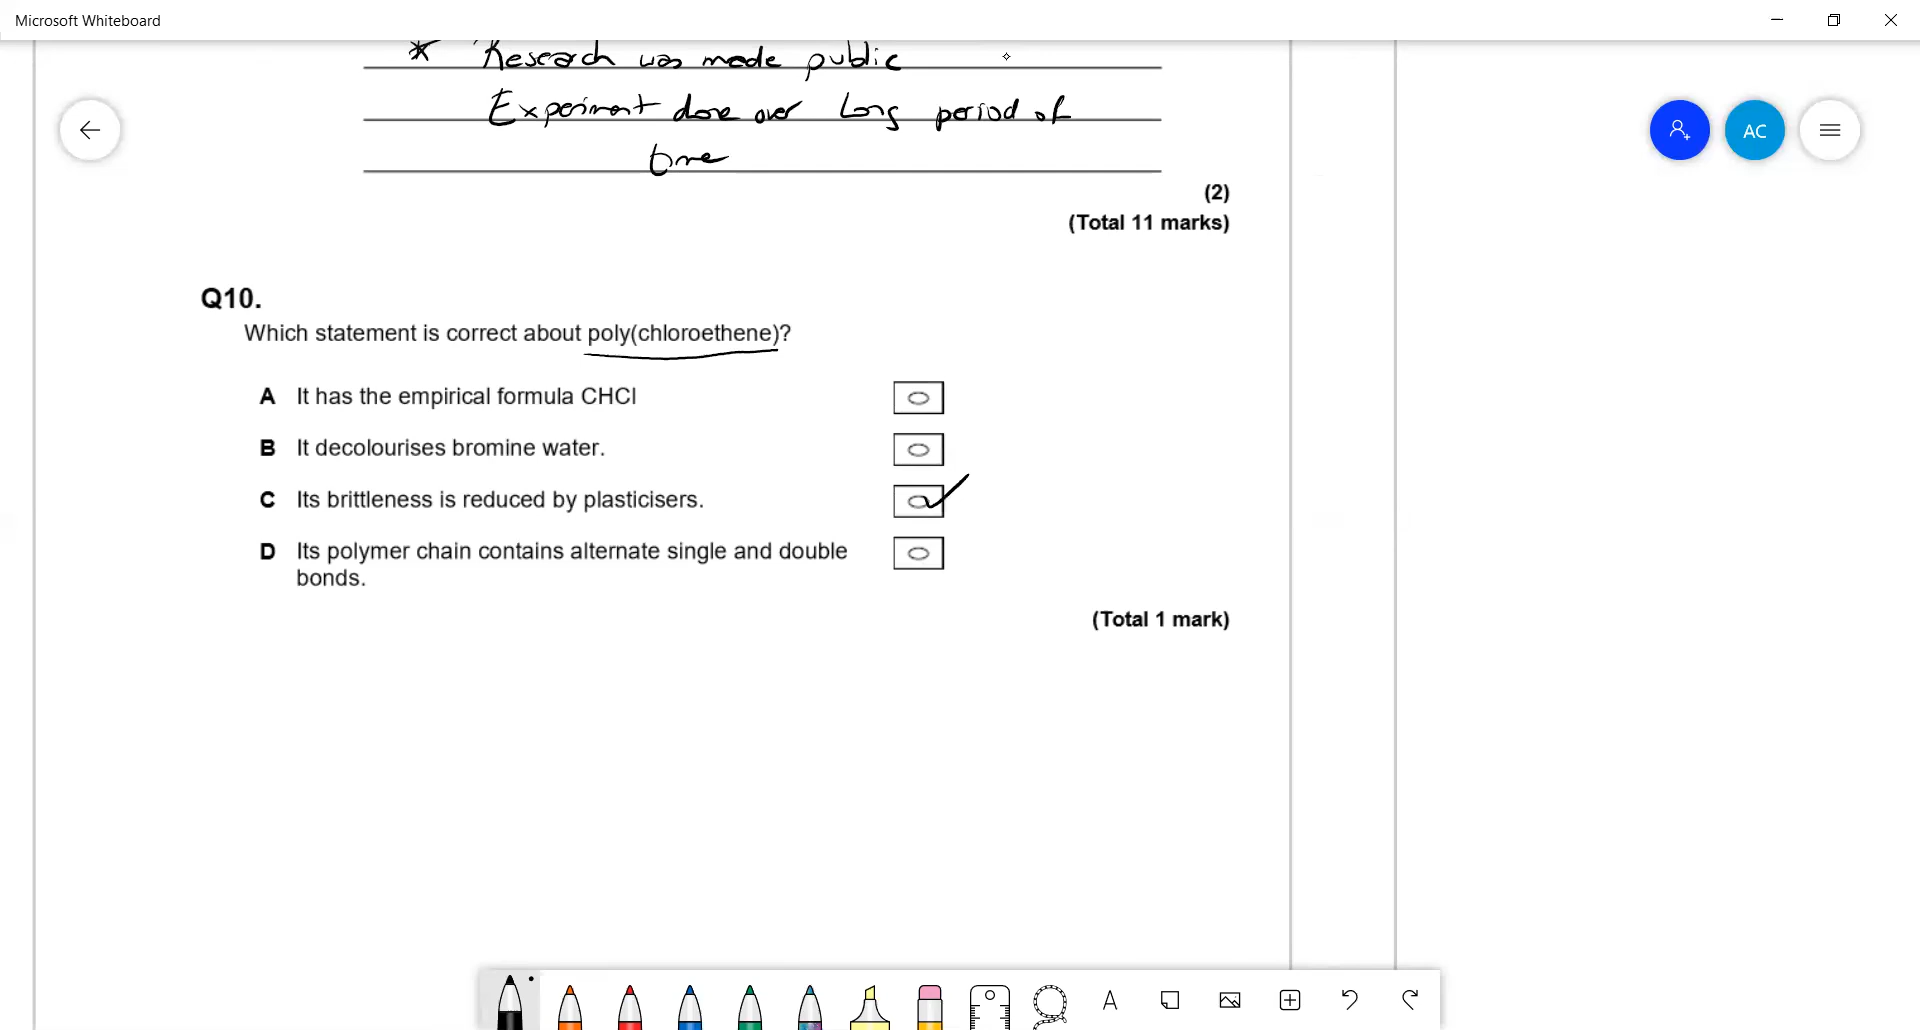 Microsoft Whiteboard
* Research was made public
Experiment done over Long period of
time
(2)
(Total 11 marks)
AC
Q10.
Which statement is correct about poly(chloroethene)?
A It has the empirical formula CHCl
B It decolourises bromine water.
C Its brittleness is reduced by plasticisers.
D Its polymer chain contains alternate single and double
bonds.
(Total 1 mark)